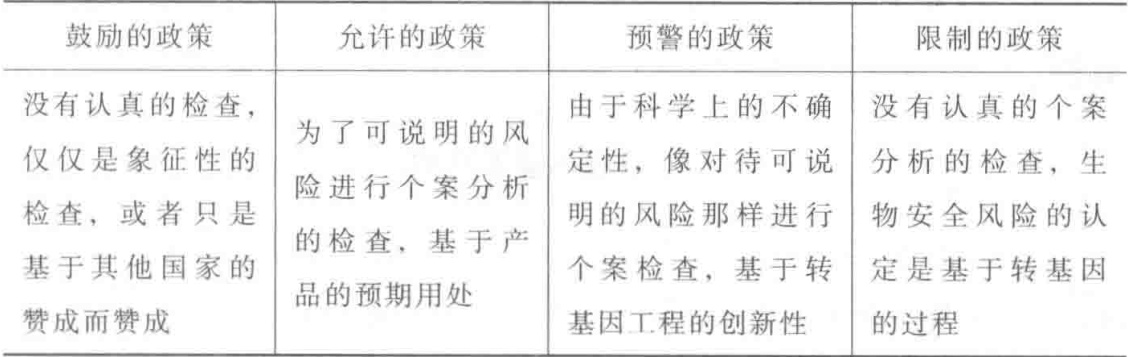 鼓励的政策
允许的政策
预警的政策
限制的政策
没有认真的检查，
仅仅是象征性的
检查，或者只是
基于其他国家的
赞成而赞成
为了可说明的风
险进行个案分析
的检查，基于产
品的预期用处
由于科学上的不确
定性，像对待可说
明的风险那样进行
个案检查，基于转
基因工程的创新性
没有认真的个案
分析的检查，生
物安全风险的认
定是基于转基因
的过程